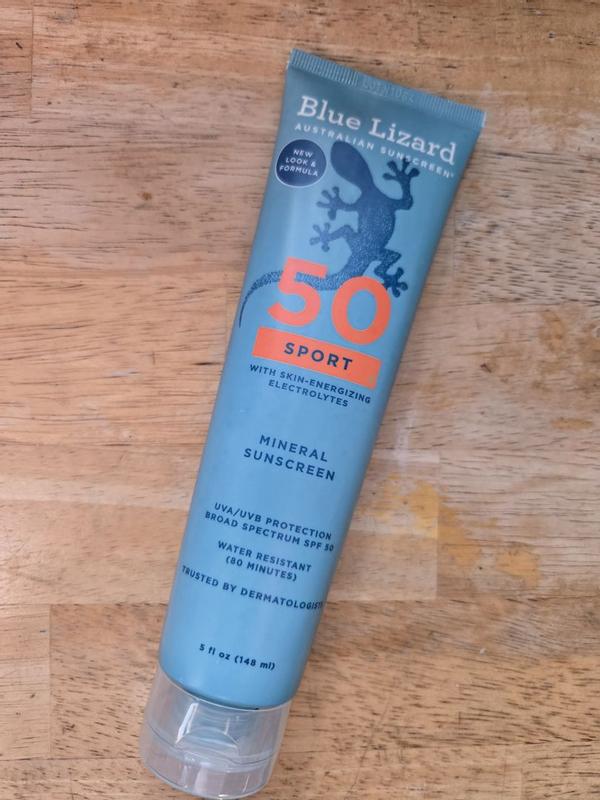 Blue Lizard
AUSTRALIAN SUNSCREEN®
NEW
LOOK &
FORMULA
50
SPORT
WITH SKIN-ENERGIZING
ELECTROLYTES
MINERAL
SUNSCREEN
UVA/UVB PROTECTION
BROAD SPECTRUM SPF 50
WATER RESISTANT
(80 MINUTES)
TRUSTED BY DERMATOLOGISTS
5 fl oz (148 ml)